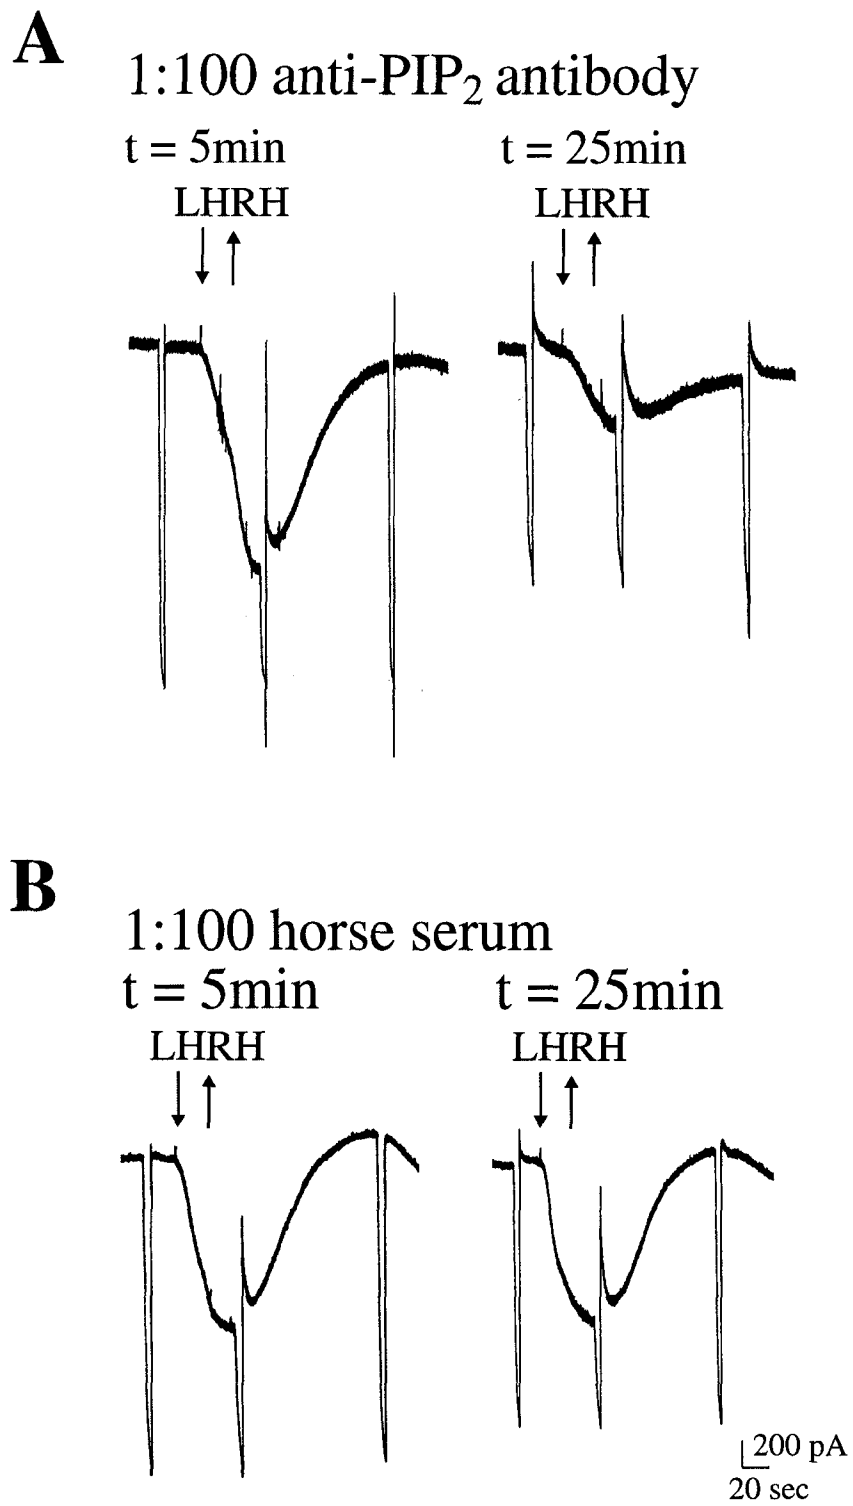 A
1:100 anti-PIP₂ antibody
t = 5min
LHRH
t = 25min
LHRH
B
1:100 horse serum
t = 5min
LHRH
t = 25min
LHRH
200 pA
20 sec